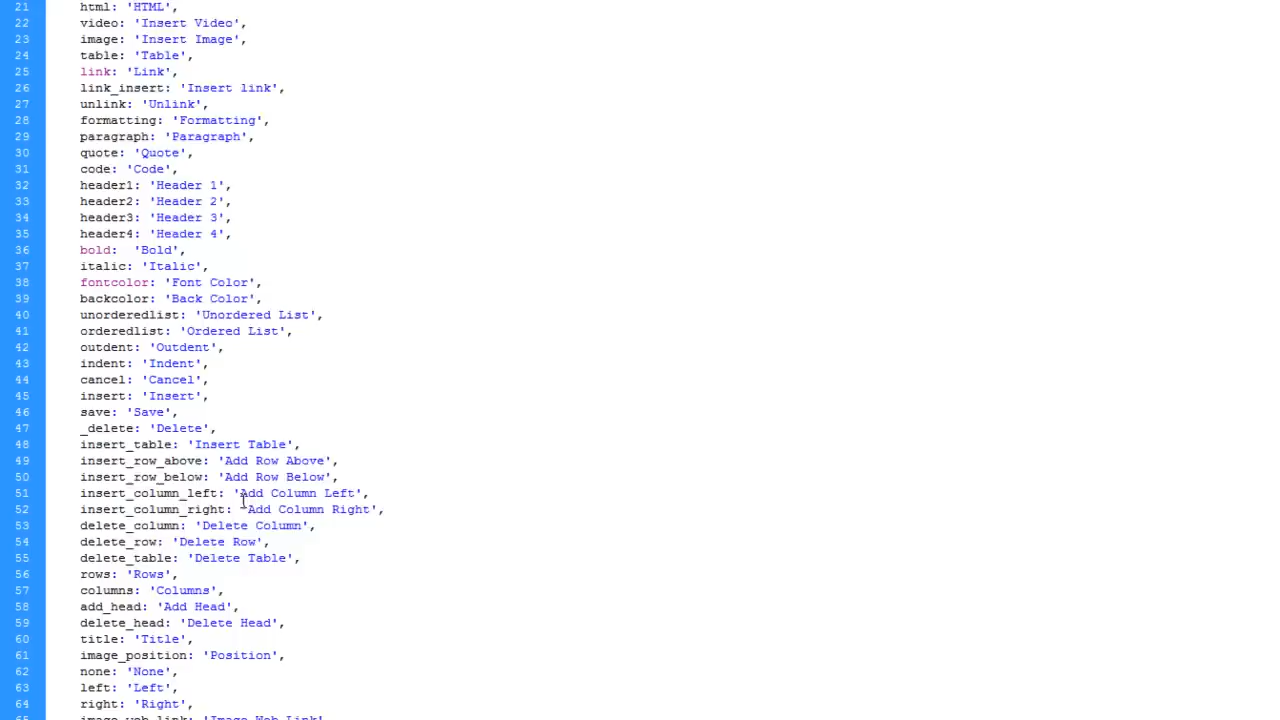 21 html: 'HTML',
22 video: 'Insert Video',
23 image: 'Insert Image',
24 table: 'Table',
25 link: 'Link',
26 link_insert: 'Insert link',
27 unlink: 'Unlink',
28 formatting: 'Formatting',
29 paragraph: 'Paragraph',
30 quote: 'Quote',
31 code: 'Code',
32 header1: 'Header 1',
33 header2: 'Header 2',
34 header3: 'Header 3',
35 header4: 'Header 4',
36 bold:  'Bold',
37 italic: 'Italic',
38 fontcolor: 'Font Color',
39 backcolor: 'Back Color',
40 unorderedlist: 'Unordered List',
41 orderedlist: 'Ordered List',
42 outdent: 'Outdent',
43 indent: 'Indent',
44 cancel: 'Cancel',
45 insert: 'Insert',
46 save: 'Save',
47 _delete: 'Delete',
48 insert_table: 'Insert Table',
49 insert_row_above: 'Add Row Above',
50 insert_row_below: 'Add Row Below',
51 insert_column_left: 'Add Column Left',
52 insert_column_right: 'Add Column Right',
53 delete_column: 'Delete Column',
54 delete_row: 'Delete Row',
55 delete_table: 'Delete Table',
56 rows: 'Rows',
57 columns: 'Columns',
58 add_head: 'Add Head',
59 delete_head: 'Delete Head',
60 title: 'Title',
61 image_position: 'Position',
62 none: 'None',
63 left: 'Left',
64 right: 'Right',
65 image_web_link: 'Image Web Link'